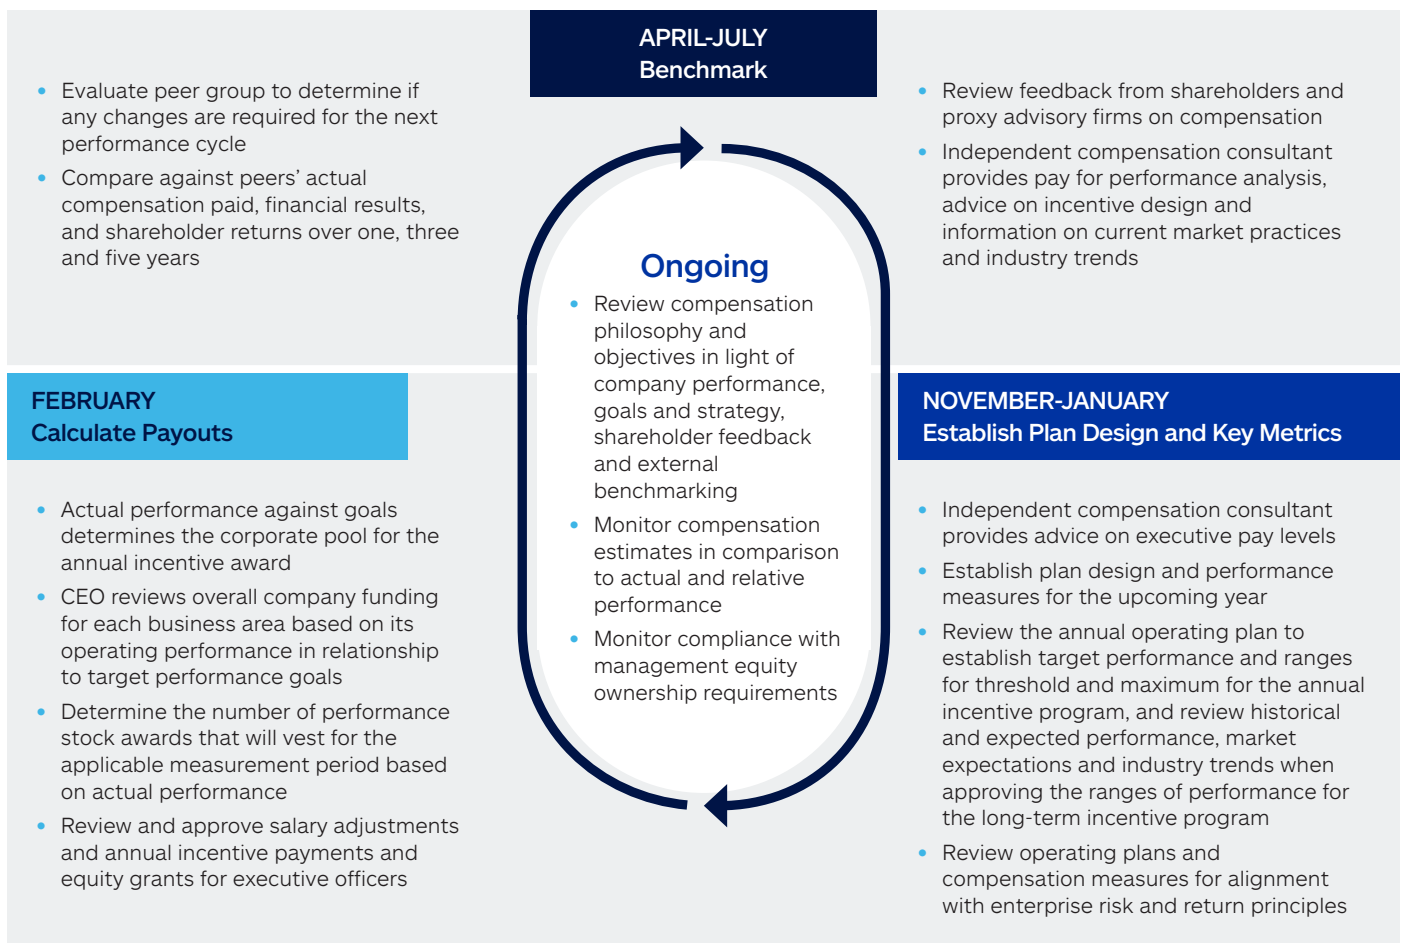 APRIL-JULY
Benchmark
• Evaluate peer group to determine if
any changes are required for the next
performance cycle
• Compare against peers’ actual
compensation paid, financial results,
and shareholder returns over one, three
and five years
• Review feedback from shareholders and
proxy advisory firms on compensation
• Independent compensation consultant
provides pay for performance analysis,
advice on incentive design and
information on current market practices
and industry trends
Ongoing
• Review compensation
philosophy and
objectives in light of
company performance,
goals and strategy,
shareholder feedback
and external
benchmarking
• Monitor compensation
estimates in comparison
to actual and relative
performance
• Monitor compliance with
management equity
ownership requirements
FEBRUARY
Calculate Payouts
• Actual performance against goals
determines the corporate pool for the
annual incentive award
• CEO reviews overall company funding
for each business area based on its
operating performance in relationship
to target performance goals
• Determine the number of performance
stock awards that will vest for the
applicable measurement period based
on actual performance
• Review and approve salary adjustments
and annual incentive payments and
equity grants for executive officers
NOVEMBER-JANUARY
Establish Plan Design and Key Metrics
• Independent compensation consultant
provides advice on executive pay levels
• Establish plan design and performance
measures for the upcoming year
• Review the annual operating plan to
establish target performance and ranges
for threshold and maximum for the annual
incentive program, and review historical
and expected performance, market
expectations and industry trends when
approving the ranges of performance for
the long-term incentive program
• Review operating plans and
compensation measures for alignment
with enterprise risk and return principles